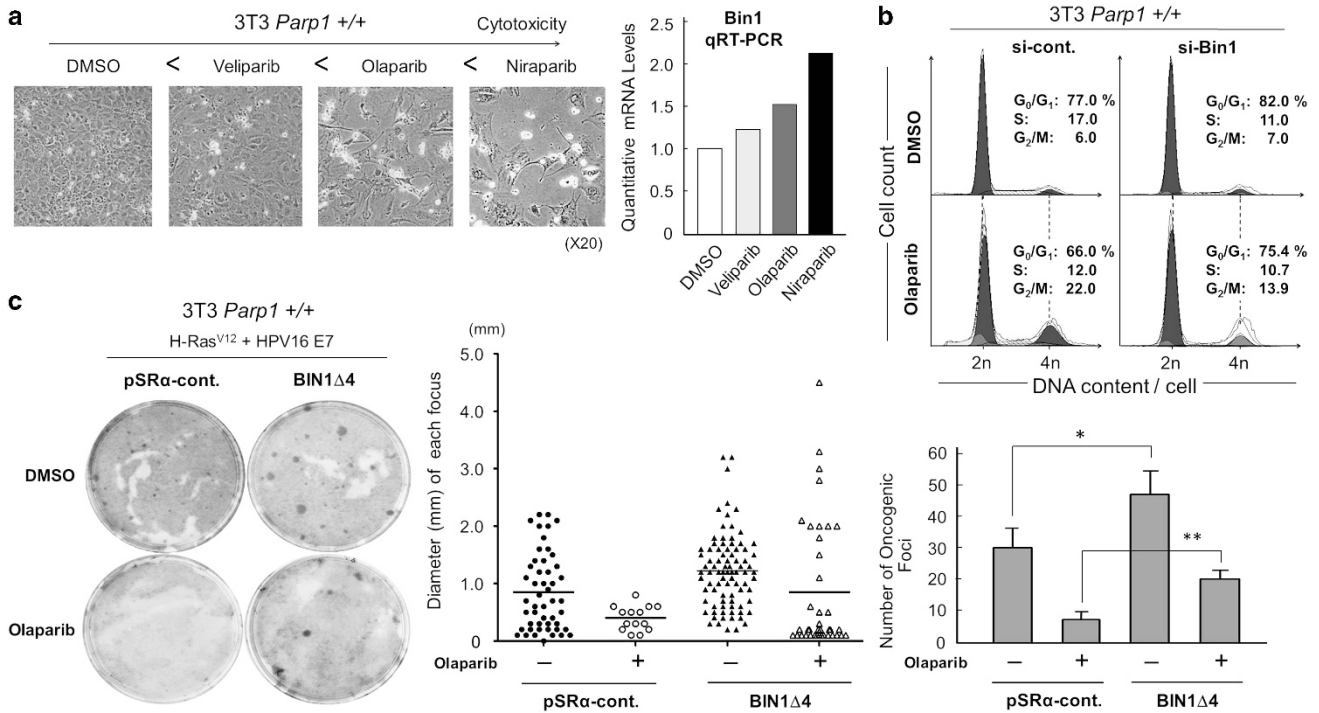 a
3T3 Parp1 +/+
Cytotoxicity
DMSO < Veliparib < Olaparib < Niraparib
(X20)
Bin1
qRT-PCR
Quantitative mRNA Levels
2.5
2.0
1.5
1.0
0.5
0
DMSO
Veliparib
Olaparib
Niraparib
b
3T3 Parp1 +/+
si-cont.
si-Bin1
Cell count
DMSO
G0/G1: 77.0 %
S: 17.0
G2/M: 6.0
G0/G1: 82.0 %
S: 11.0
G2/M: 7.0
Olaparib
G0/G1: 66.0 %
S: 12.0
G2/M: 22.0
G0/G1: 75.4 %
S: 10.7
G2/M: 13.9
2n 4n 2n 4n
DNA content / cell
c
3T3 Parp1 +/+
H-RasV12 + HPV16 E7
pSRα-cont. BIN1Δ4
DMSO
Olaparib
(mm)
Diameter (mm) of each focus
5.0
4.0
3.0
2.0
1.0
0
Olaparib − + − +
pSRα-cont. BIN1Δ4
Number of Oncogenic
Foci
60
50
40
30
20
10
0
*
**
Olaparib − + − +
pSRα-cont. BIN1Δ4